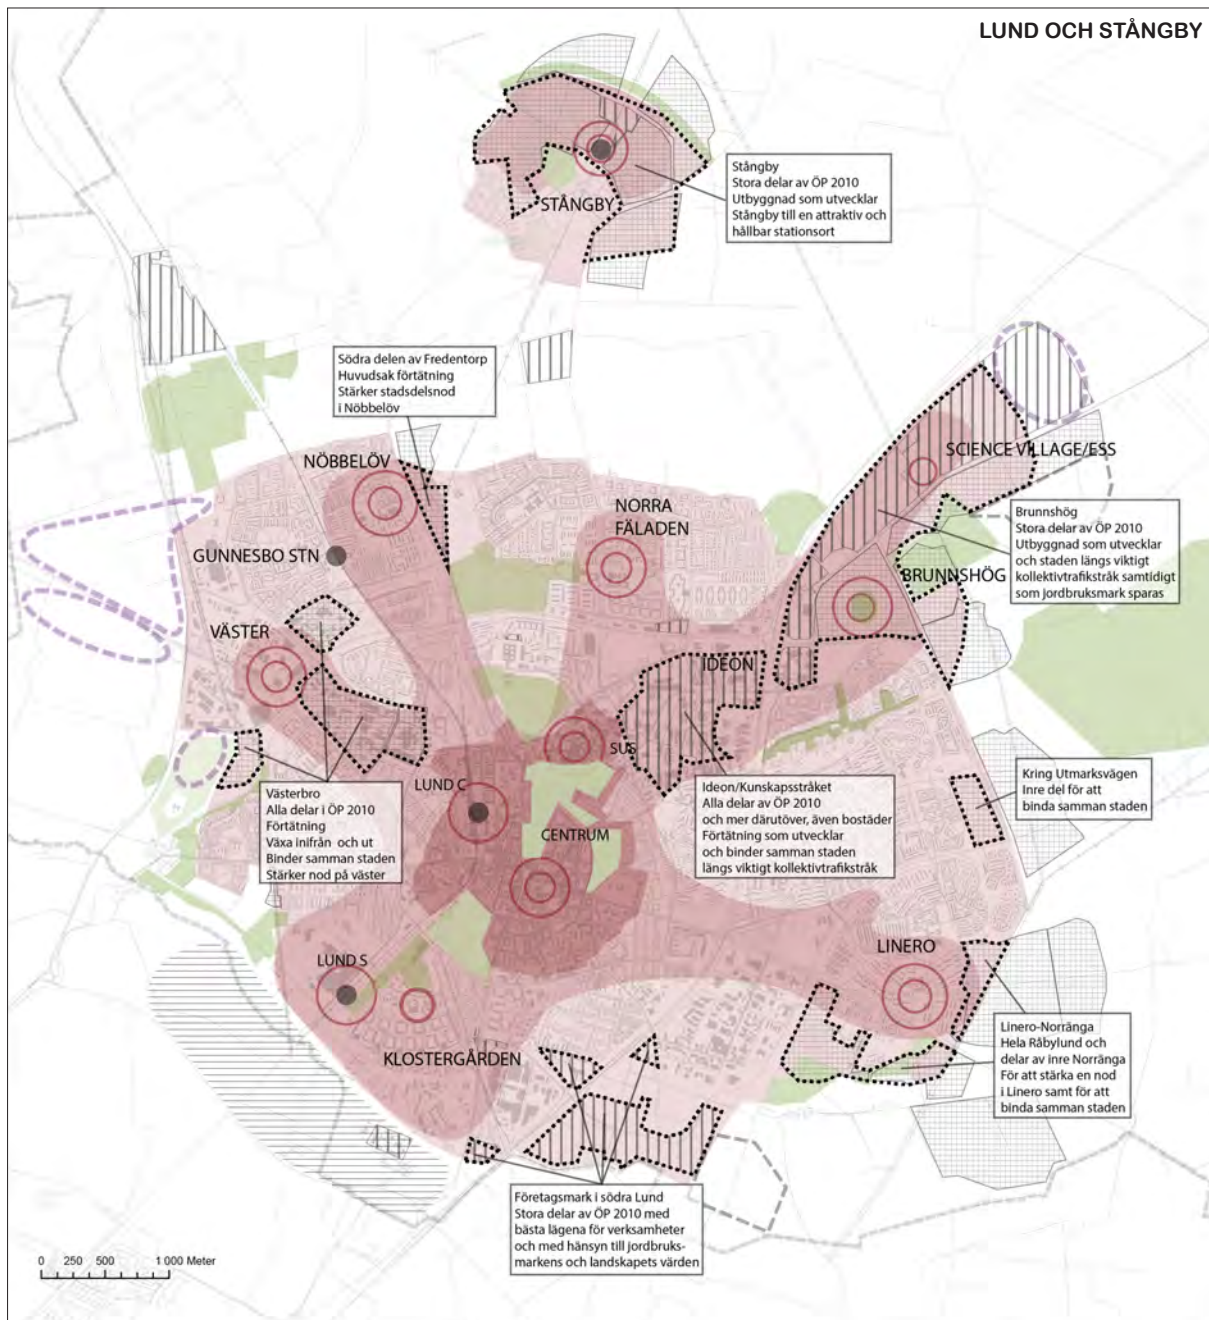 LUND OCH STÅNGBY
Stångby
Stora delar av ÖP 2010
Utbyggnad som utvecklar
Stångby till en attraktiv och
hållbar stationsort
STÅNGBY
Södra delen av Fredentorp
Huvudsak förtätning
Stärker stadsdelsnod
i Nöbbelöv
NÖBBELÖV
GUNNESBO STN
NORRA
FÄLADEN
SCIENCE VILLAGE/ESS
Brunnshög
Stora delar av ÖP 2010
Utbyggnad som utvecklar
och staden längs viktigt
kollektivtrafikstråk samtidigt
som jordbruksmark sparas
BRUNNSHÖG
VÄSTER
IDEON
SUS
LUND C
CENTRUM
Västerbro
Alla delar i ÖP 2010
Förtätning
Växa inifrån och ut
Binder samman staden
Stärker nod på väster
Ideon/Kunskapsstråket
Alla delar av ÖP 2010
och mer därutöver, även bostäder
Förtätning som utvecklar
och binder samman staden
längs viktigt kollektivtrafikstråk
Kring Utmarksvägen
Inre del för att
binda samman staden
LUND S
LINERO
KLOSTERGÅRDEN
Linero-Norränga
Hela Råbylund och
delar av inre Norränga
För att stärka en nod
i Linero samt för att
binda samman staden
Företagsmark i södra Lund
Stora delar av ÖP 2010 med
bästa lägena för verksamheter
och med hänsyn till jordbruks-
markens och landskapets värden
0 250 500 1 000 Meter